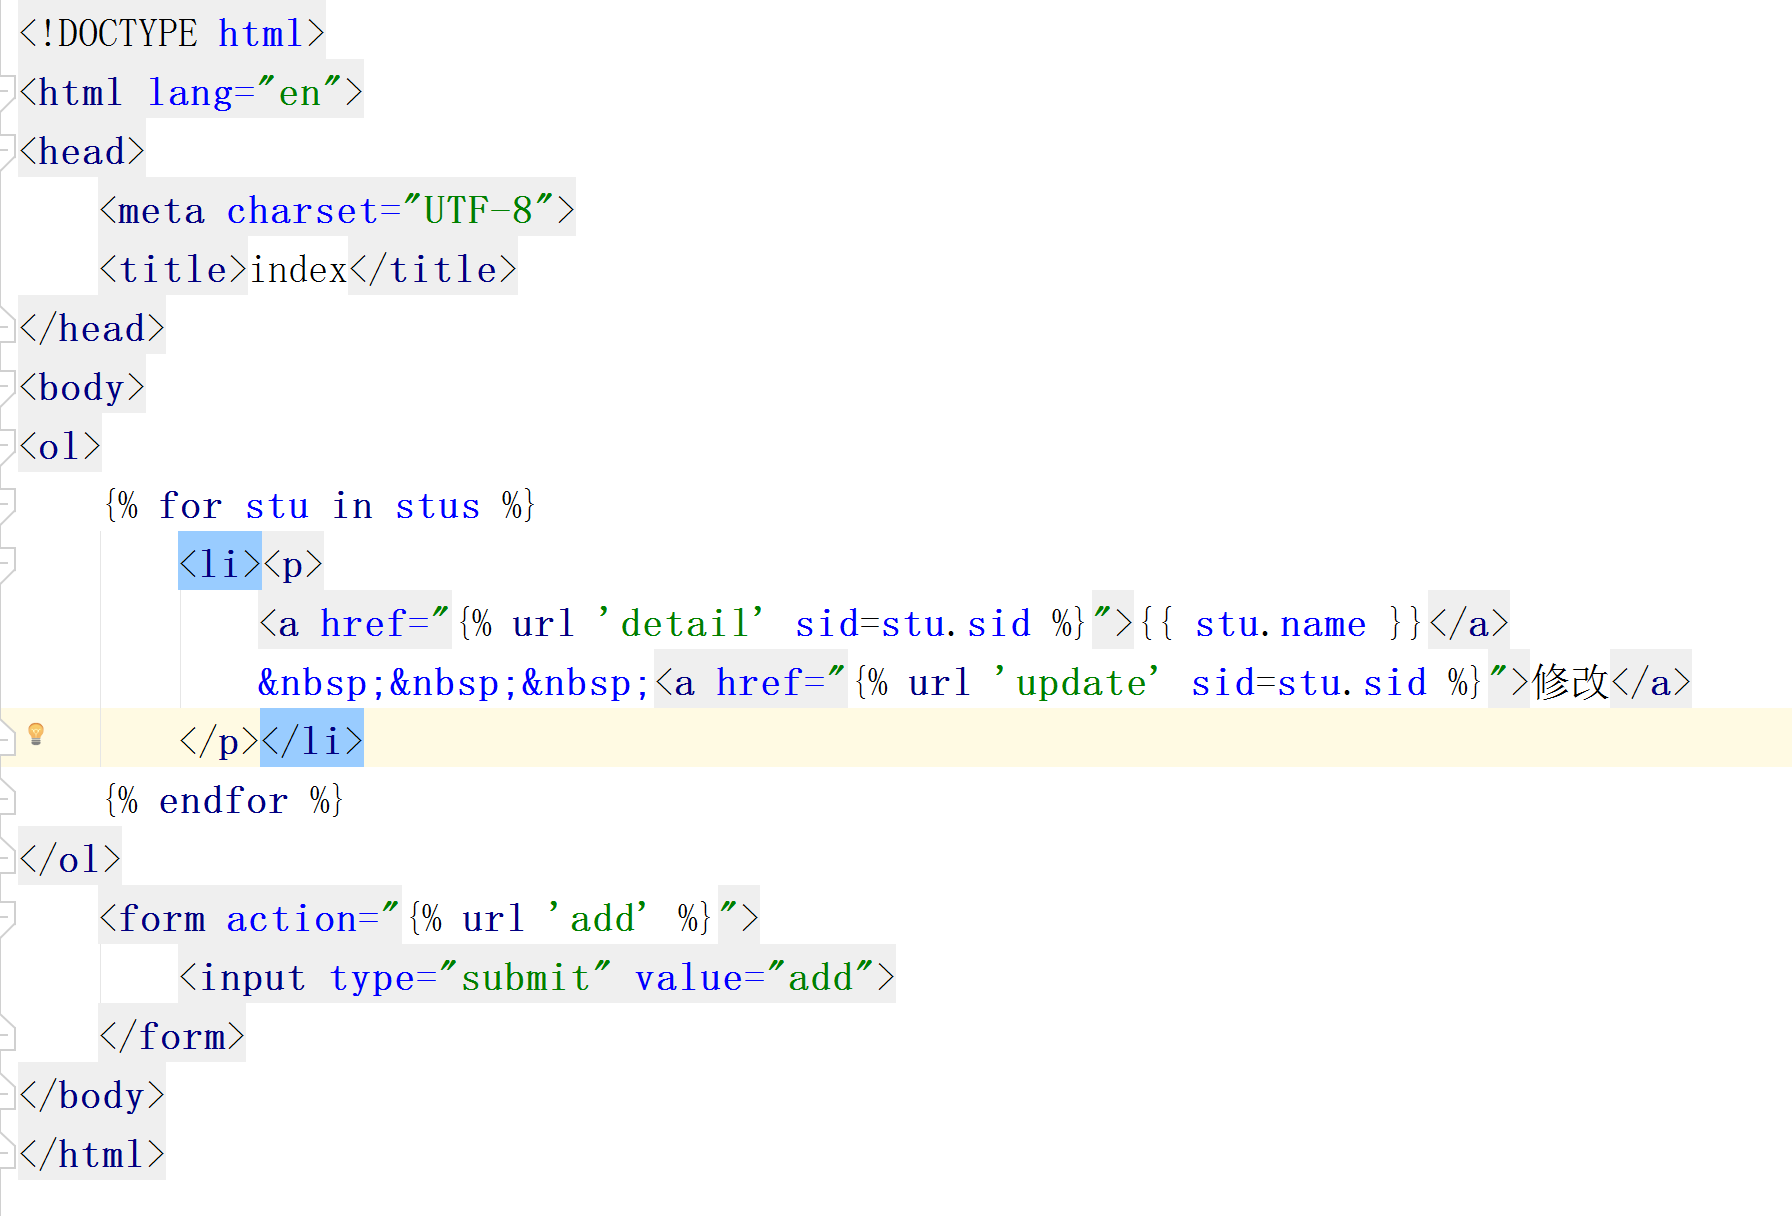 <!DOCTYPE html>
<html lang="en">
<head>
    <meta charset="UTF-8">
    <title>index</title>
</head>
<body>
<ol>
    {% for stu in stus %}
        <li><p>
            <a href="{% url 'detail' sid=stu.sid %}">{{ stu.name }}</a>
            &nbsp;&nbsp;&nbsp;<a href="{% url 'update' sid=stu.sid %}">修改</a>
        </p></li>
    {% endfor %}
</ol>
    <form action="{% url 'add' %}">
        <input type="submit" value="add">
    </form>
</body>
</html>